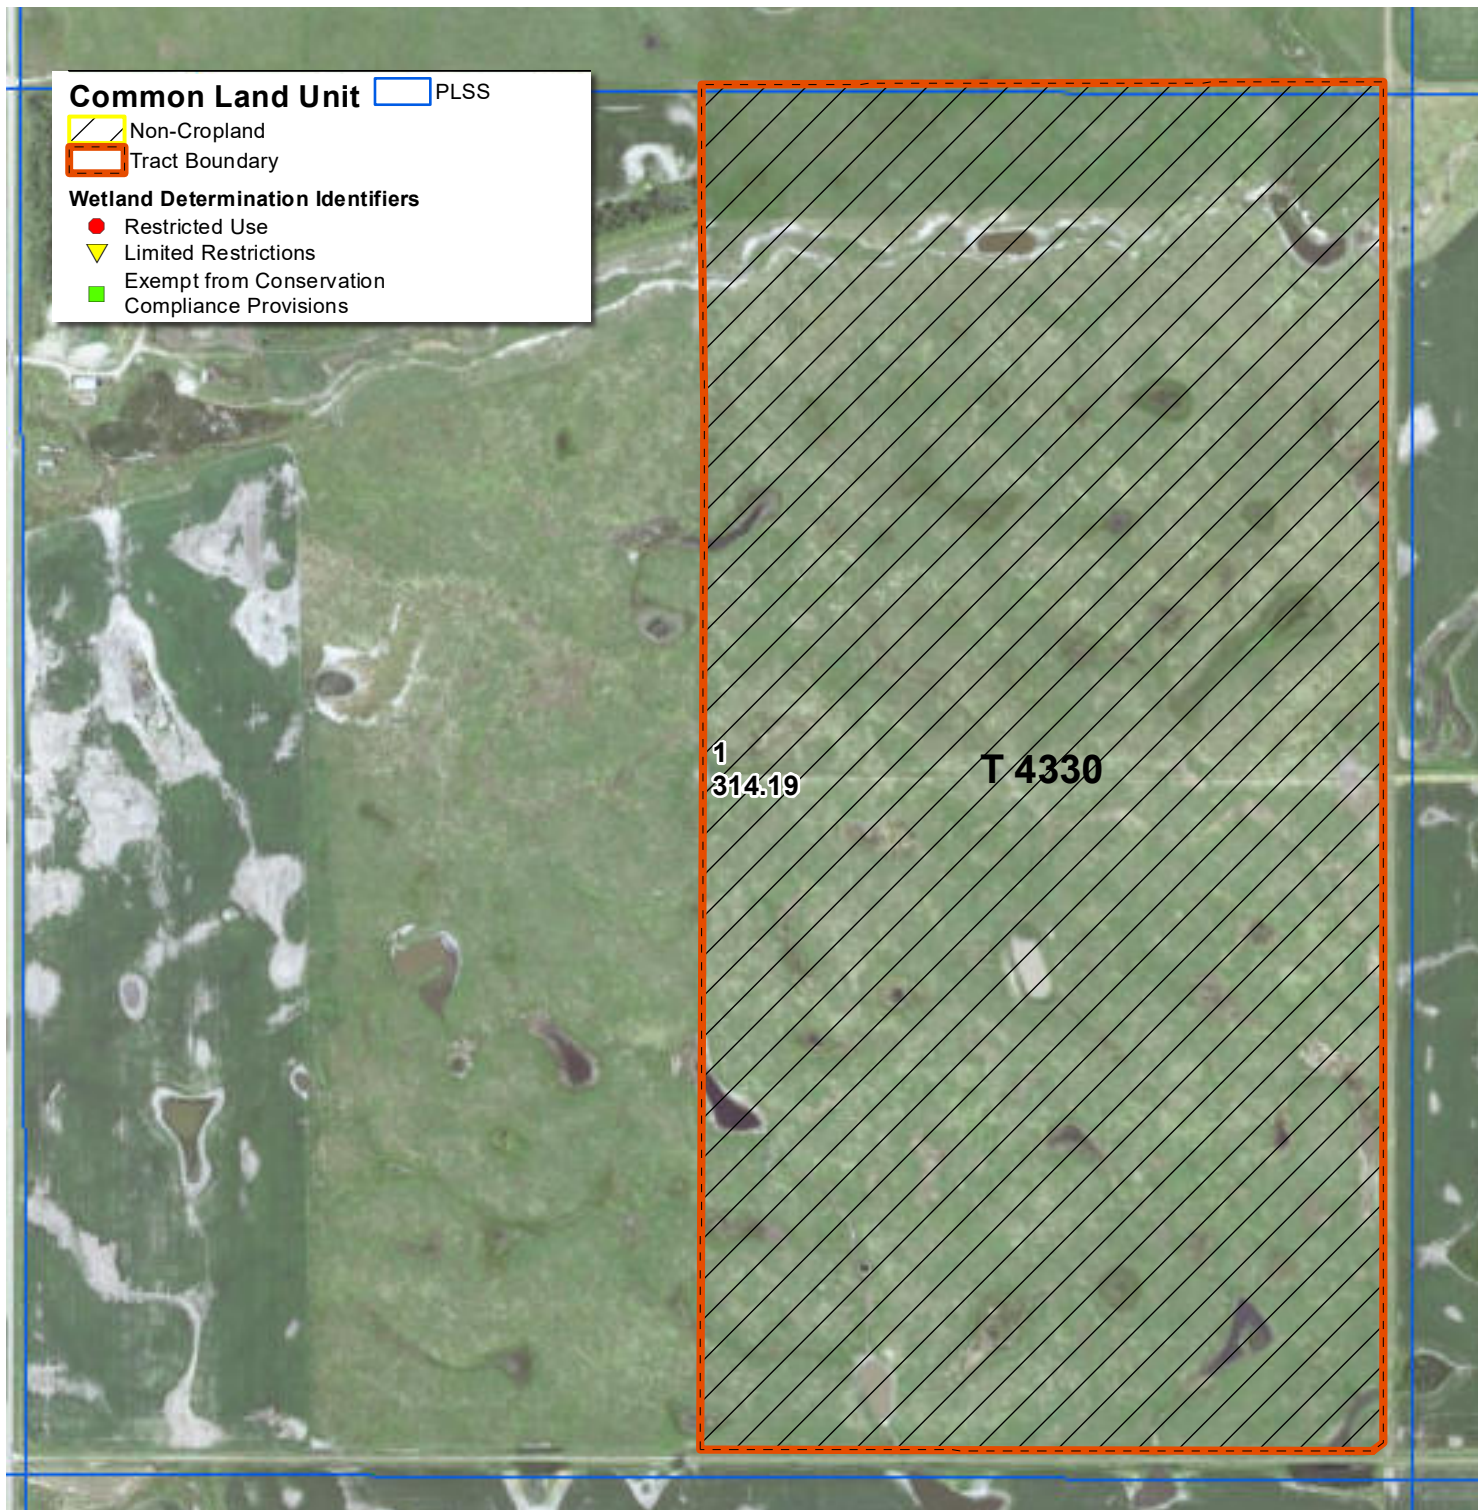 Common Land Unit
PLSS
Non-Cropland
Tract Boundary
Wetland Determination Identifiers
Restricted Use
Limited Restrictions
Exempt from Conservation
Compliance Provisions
1
314.19
T 4330